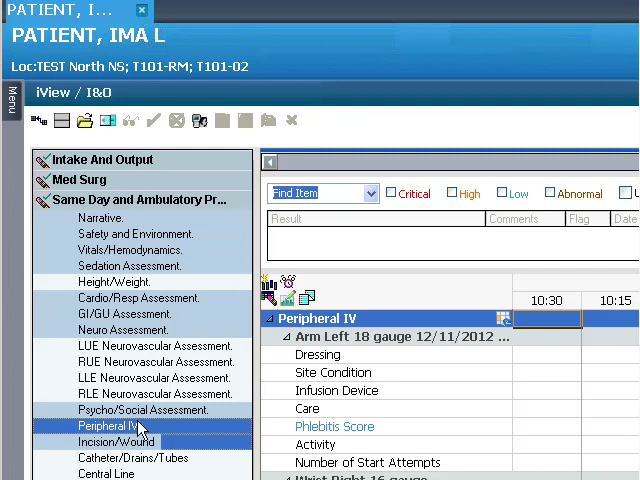 PATIENT, I...
PATIENT, IMA L
Loc:TEST North NS; T101-RM; T101-02
Menu
iView / I&O
Intake And Output
Med Surg
Same Day and Ambulatory Pr...
Narrative.
Safety and Environment.
Vitals/Hemodynamics.
Sedation Assessment.
Height/Weight.
Cardio/Resp Assessment.
GI/GU Assessment.
Neuro Assessment.
LUE Neurovascular Assessment.
RUE Neurovascular Assessment.
LLE Neurovascular Assessment.
RLE Neurovascular Assessment.
Psycho/Social Assessment.
Peripheral IV
Incision/Wound
Catheter/Drains/Tubes
Central Line
Find Item Critical High Low Abnormal U
Result Comments Flag Date
10:30 10:15
Peripheral IV
Arm Left 18 gauge 12/11/2012 ...
Dressing
Site Condition
Infusion Device
Care
Phlebitis Score
Activity
Number of Start Attempts
Wrist Right 16 gauge